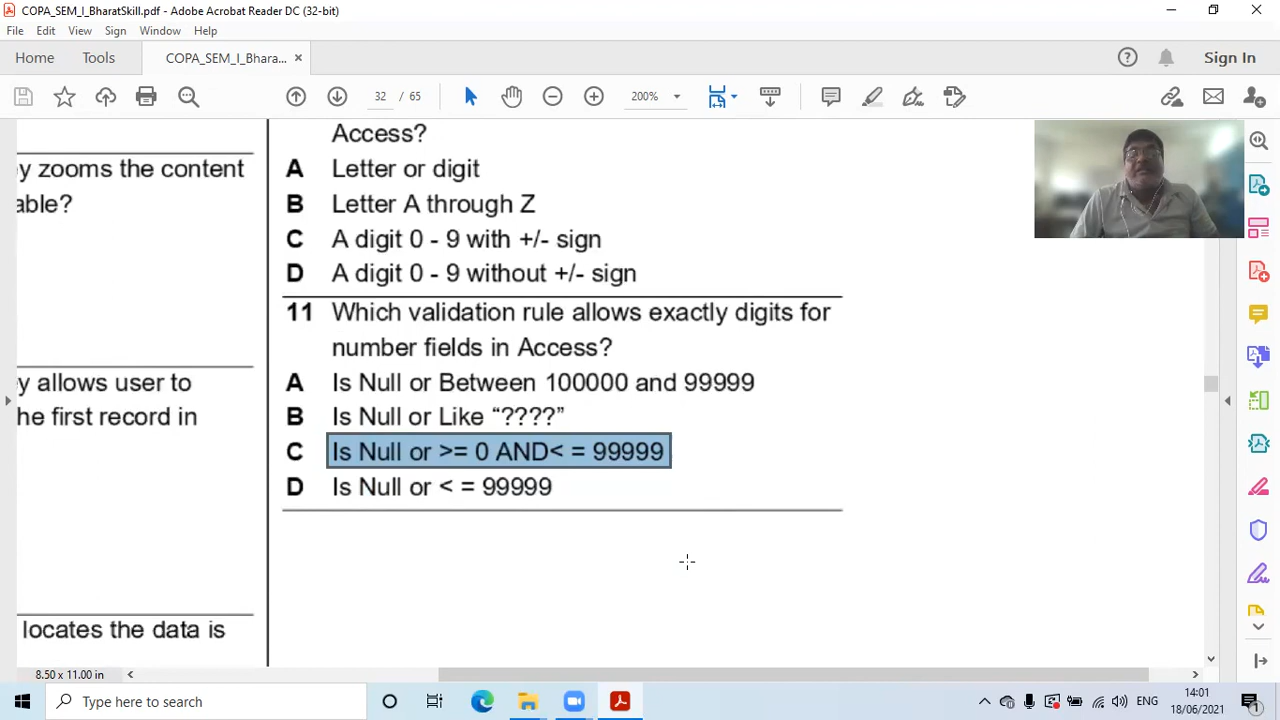 COPA_SEM_I_BharatSkill.pdf - Adobe Acrobat Reader DC (32-bit)
File Edit View Sign Window Help
Home Tools COPA_SEM_I_Bhara... × Sign In
32 / 65 200%
Access?
A Letter or digit
B Letter A through Z
C A digit 0 - 9 with +/- sign
D A digit 0 - 9 without +/- sign
11 Which validation rule allows exactly digits for
number fields in Access?
A Is Null or Between 100000 and 99999
B Is Null or Like “????”
C Is Null or >= 0 AND< = 99999
D Is Null or < = 99999
y zooms the content
able?
y allows user to
he first record in
locates the data is
8.50 x 11.00 in
Type here to search
ENG
14:01
18/06/2021
1